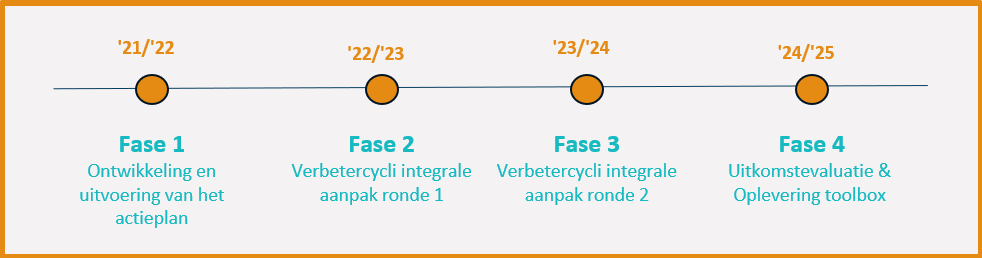 '21/'22
'22/'23
'23/'24
'24/'25
Fase 1
Ontwikkeling en
uitvoering van het
actieplan
Fase 2
Verbetercycli integrale
aanpak ronde 1
Fase 3
Verbetercycli integrale
aanpak ronde 2
Fase 4
Uitkomstevaluatie &
Oplevering toolbox